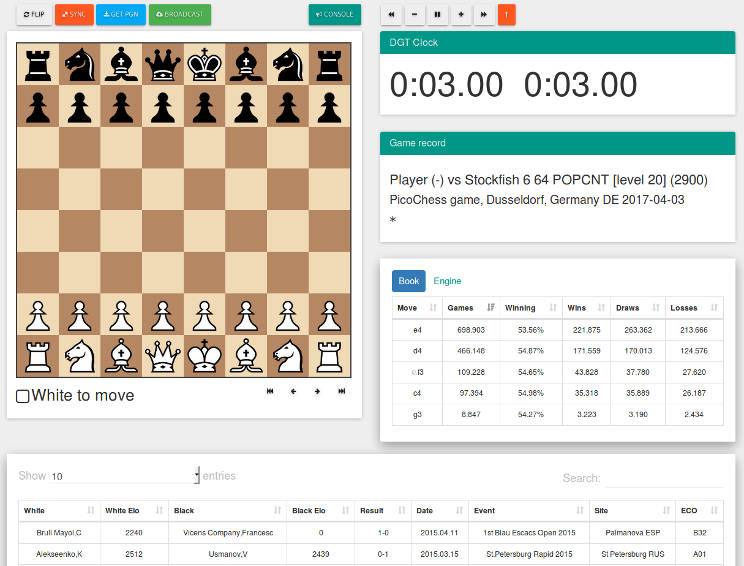 FLIP SYNC GET PGN BROADCAST CONSOLE
DGT Clock
0:03.00 0:03.00
Game record
Player (-) vs Stockfish 6 64 POPCNT [level 20] (2900)
PicoChess game, Dusseldorf, Germany DE 2017-04-03
*
Book Engine
Move Games Winning Wins Draws Losses
e4 698.903 53.56% 221.875 263.362 213.666
d4 466.148 54.87% 171.559 170.013 124.576
♘f3 109.228 54.65% 43.828 37.780 27.620
c4 97.394 54.98% 35.318 35.889 26.187
g3 8.847 54.27% 3.223 3.190 2.434
White to move
Show 10 entries Search:
White White Elo Black Black Elo Result Date Event Site ECO
Brull Mayol,C 2240 Vicens Company,Francesc 0 1-0 2015.04.11 1st Blau Escacs Open 2015 Palmanova ESP B32
Alekseenko,K 2512 Usmanov,V 2439 0-1 2015.03.15 St.Petersburg Rapid 2015 St Petersburg RUS A01